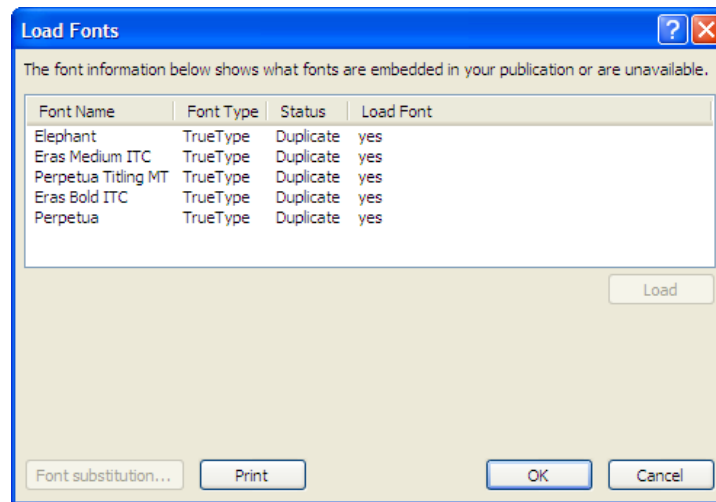 Load Fonts
The font information below shows what fonts are embedded in your publication or are unavailable.
Font Name Font Type Status Load Font
Elephant TrueType Duplicate yes
Eras Medium ITC TrueType Duplicate yes
Perpetua Titling MT TrueType Duplicate yes
Eras Bold ITC TrueType Duplicate yes
Perpetua TrueType Duplicate yes
Load
Font substitution... Print OK Cancel